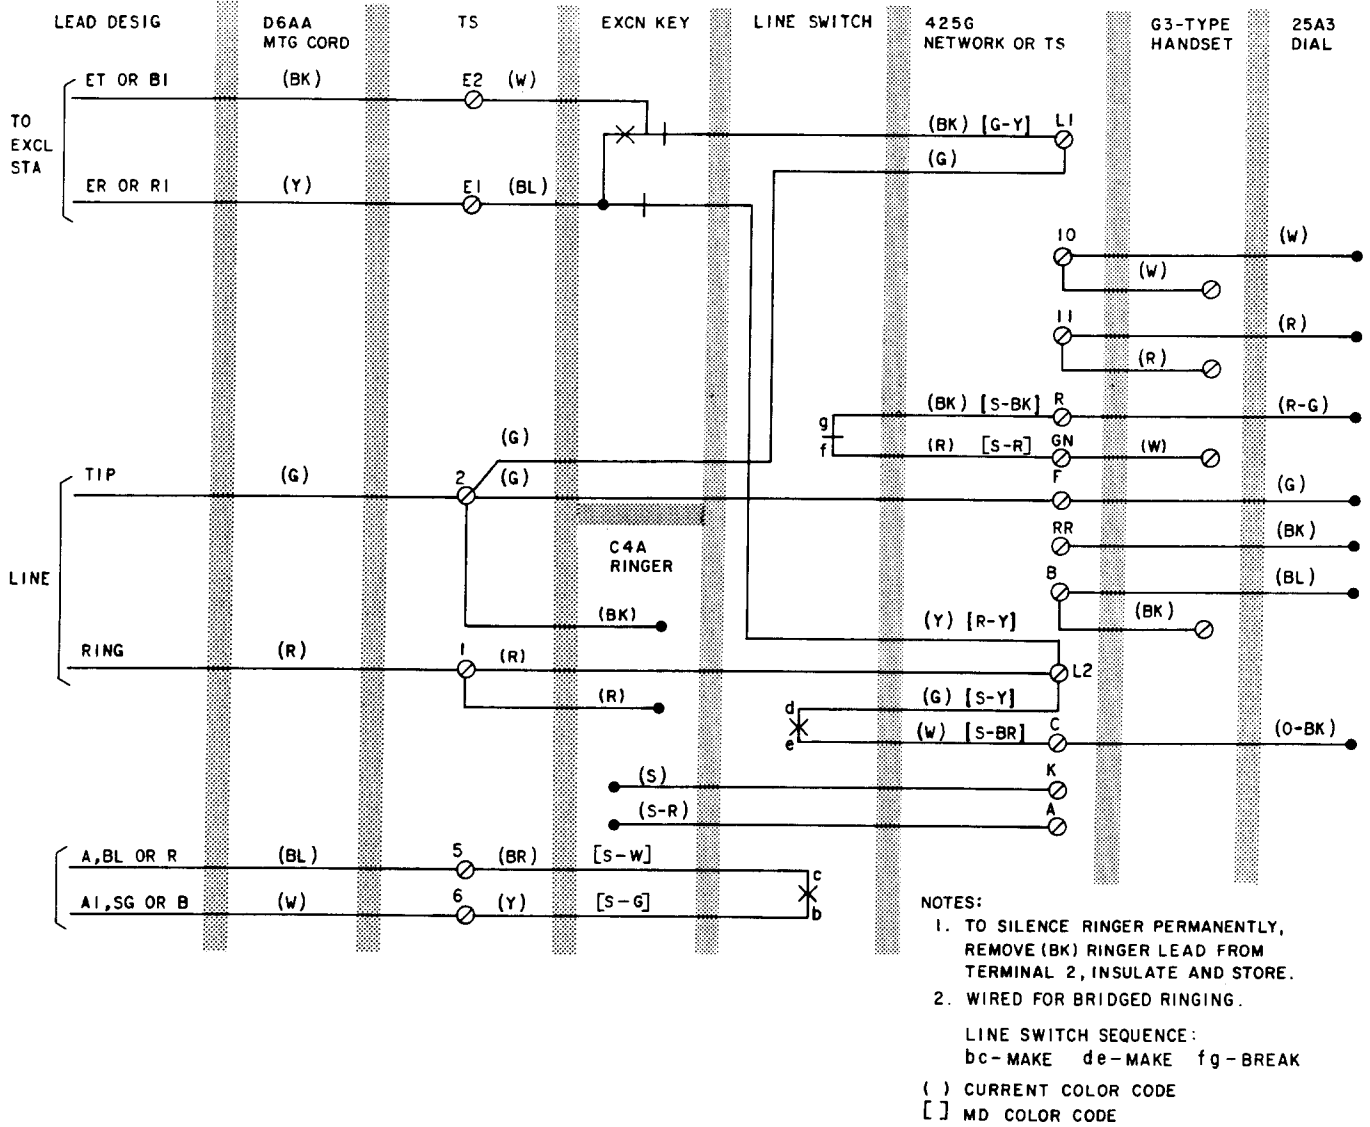 LEAD DESIG D6AA TS EXCN KEY LINE SWITCH 425G G3-TYPE 25A3
MTG CORD NETWORK OR TS HANDSET DIAL
ET OR B1 (BK) E2 (W)
TO
EXCL
STA
(BK) [G-Y] L1
(G)
ER OR R1 (Y) E1 (BL)
10 (W)
(W)
11 (R)
(R)
(BK) [S-BK] R (R-G)
g
f (R) [S-R] GN (W)
(G)
TIP (G) 2 (G) F (G)
RR (BK)
C4A
RINGER
LINE
B (BL)
(BK) (BK)
(Y) [R-Y]
RING (R) 1 (R) L2
(R) d (G) [S-Y]
e (W) [S-BR] C (O-BK)
(S) K
(S-R) A
A,BL OR R (BL) 5 (BR) [S-W]
c
A1,SG OR B (W) 6 (Y) [S-G] b
NOTES:
1. TO SILENCE RINGER PERMANENTLY,
REMOVE (BK) RINGER LEAD FROM
TERMINAL 2, INSULATE AND STORE.
2. WIRED FOR BRIDGED RINGING.
LINE SWITCH SEQUENCE:
bc-MAKE de-MAKE fg-BREAK
( ) CURRENT COLOR CODE
[ ] MD COLOR CODE